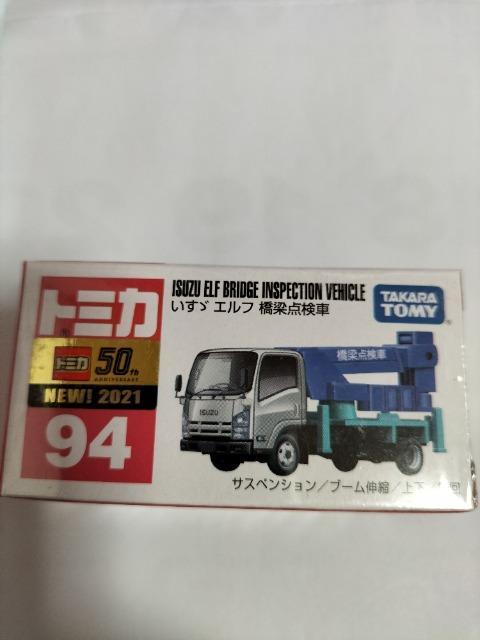 トミカ
トミカ 50th
ANNIVERSARY
NEW! 2021
94
ISUZU ELF BRIDGE INSPECTION VEHICLE
いすゞ エルフ 橋梁点検車
TAKARA
TOMY
橋梁点検車
ISUZU
サスペンション/ブーム伸縮/上下/